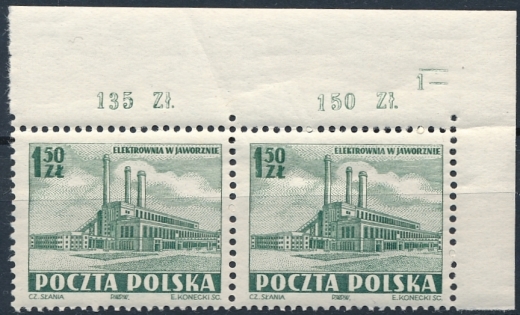 135 Zł. 150 Zł.
1
ELEKTROWNIA W JAWORZNIE
1 50 ZŁ
POCZTA POLSKA
CZ. SŁANIA PWPW. E. KONECKI SC.
ELEKTROWNIA W JAWORZNIE
1 50 ZŁ
POCZTA POLSKA
CZ. SŁANIA PWPW. E. KONECKI SC.